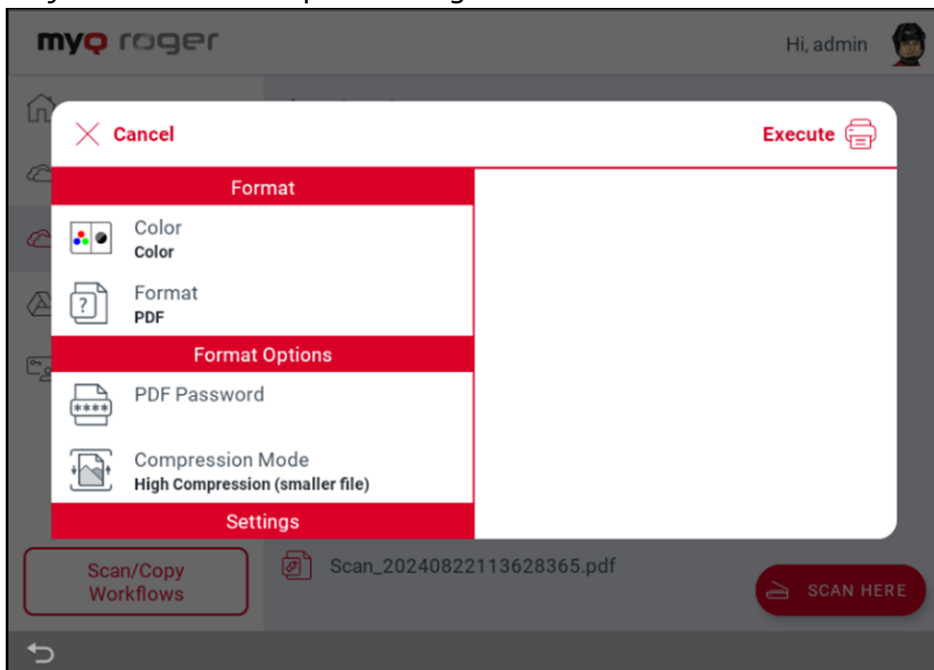 myQ roger
Hi, admin
Cancel
Execute
Format
Color
Color
Format
PDF
Format Options
PDF Password
****
Compression Mode
High Compression (smaller file)
Settings
Scan_20240822113628365.pdf
Scan/Copy
Workflows
SCAN HERE